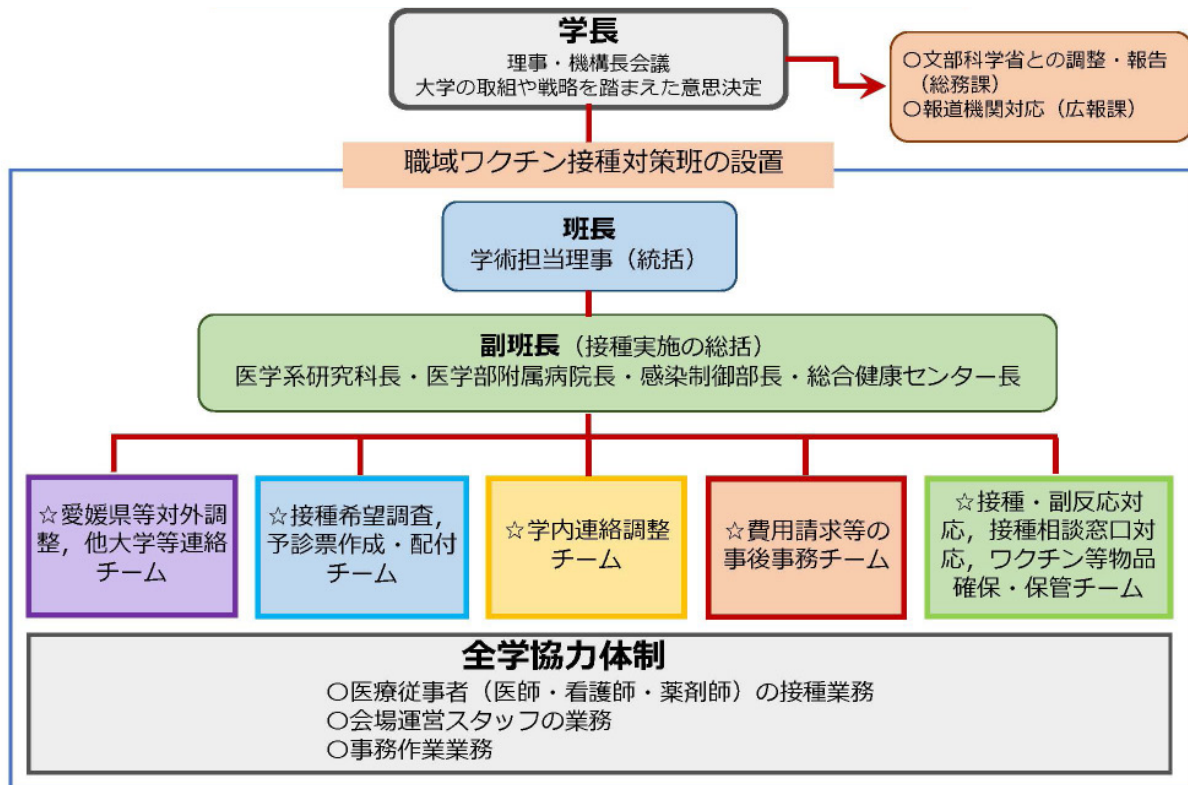 学長
理事・機構長会議
大学の取組や戦略を踏まえた意思決定
○文部科学省との調整・報告
（総務課）
○報道機関対応（広報課）
職域ワクチン接種対策班の設置
班長
学術担当理事（統括）
副班長（接種実施の総括）
医学系研究科長・医学部附属病院長・感染制御部長・総合健康センター長
☆愛媛県等対外調
整，他大学等連絡
チーム
☆接種希望調査，
予診票作成・配付
チーム
☆学内連絡調整
チーム
☆費用請求等の
事後事務チーム
☆接種・副反応対
応，接種相談窓口対
応，ワクチン等物品
確保・保管チーム
全学協力体制
○医療従事者（医師・看護師・薬剤師）の接種業務
○会場運営スタッフの業務
○事務作業業務